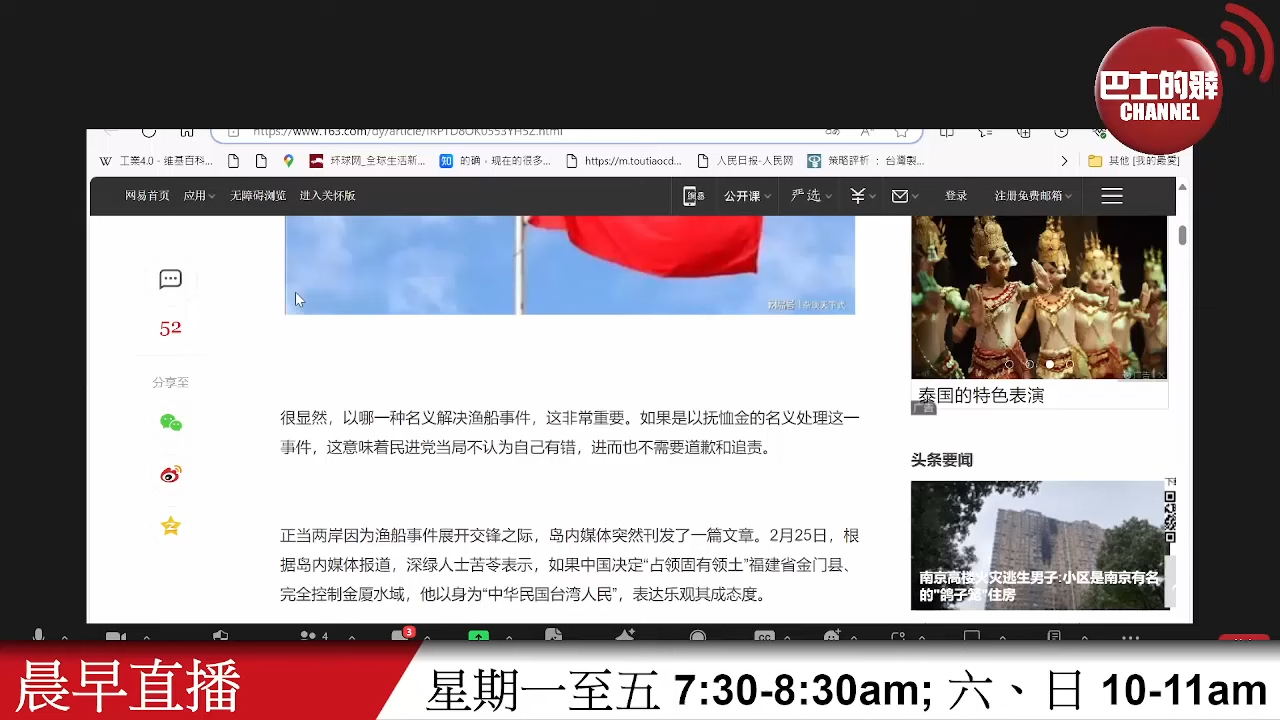 巴士的報
CHANNEL
https://www.163.com/dy/article/IRPTD8OK0553YH5Z.html
工業4.0 - 维基百科...
环球网_全球生活新...
知
的确 - 现在的很多...
https://m.toutiaocd...
人民日报-人民网
策略評析 : 台灣製...
其他 [我的最愛]
网易首页
应用
无障碍浏览
进入关怀版
公开课
严选
登录
注册免费邮箱
52
分享至
很显然，以哪一种名义解决渔船事件，这非常重要。如果是以抚恤金的名义处理这一
事件，这意味着民进党当局不认为自己有错，进而也不需要道歉和追责。
正当两岸因为渔船事件展开交锋之际，岛内媒体突然刊发了一篇文章。2月25日，根
据岛内媒体报道，深绿人士苦苓表示，如果中国决定“占领固有领土”福建省金门县、
完全控制金厦水域，他以身为“中华民国台湾人民”，表达乐观其成态度。
泰国的特色表演
广告
头条要闻
南京高楼火灾逃生男子:小区是南京有名
的"鸽子笼"住房
4
3
晨早直播
星期一至五 7:30-8:30am; 六、日 10-11am